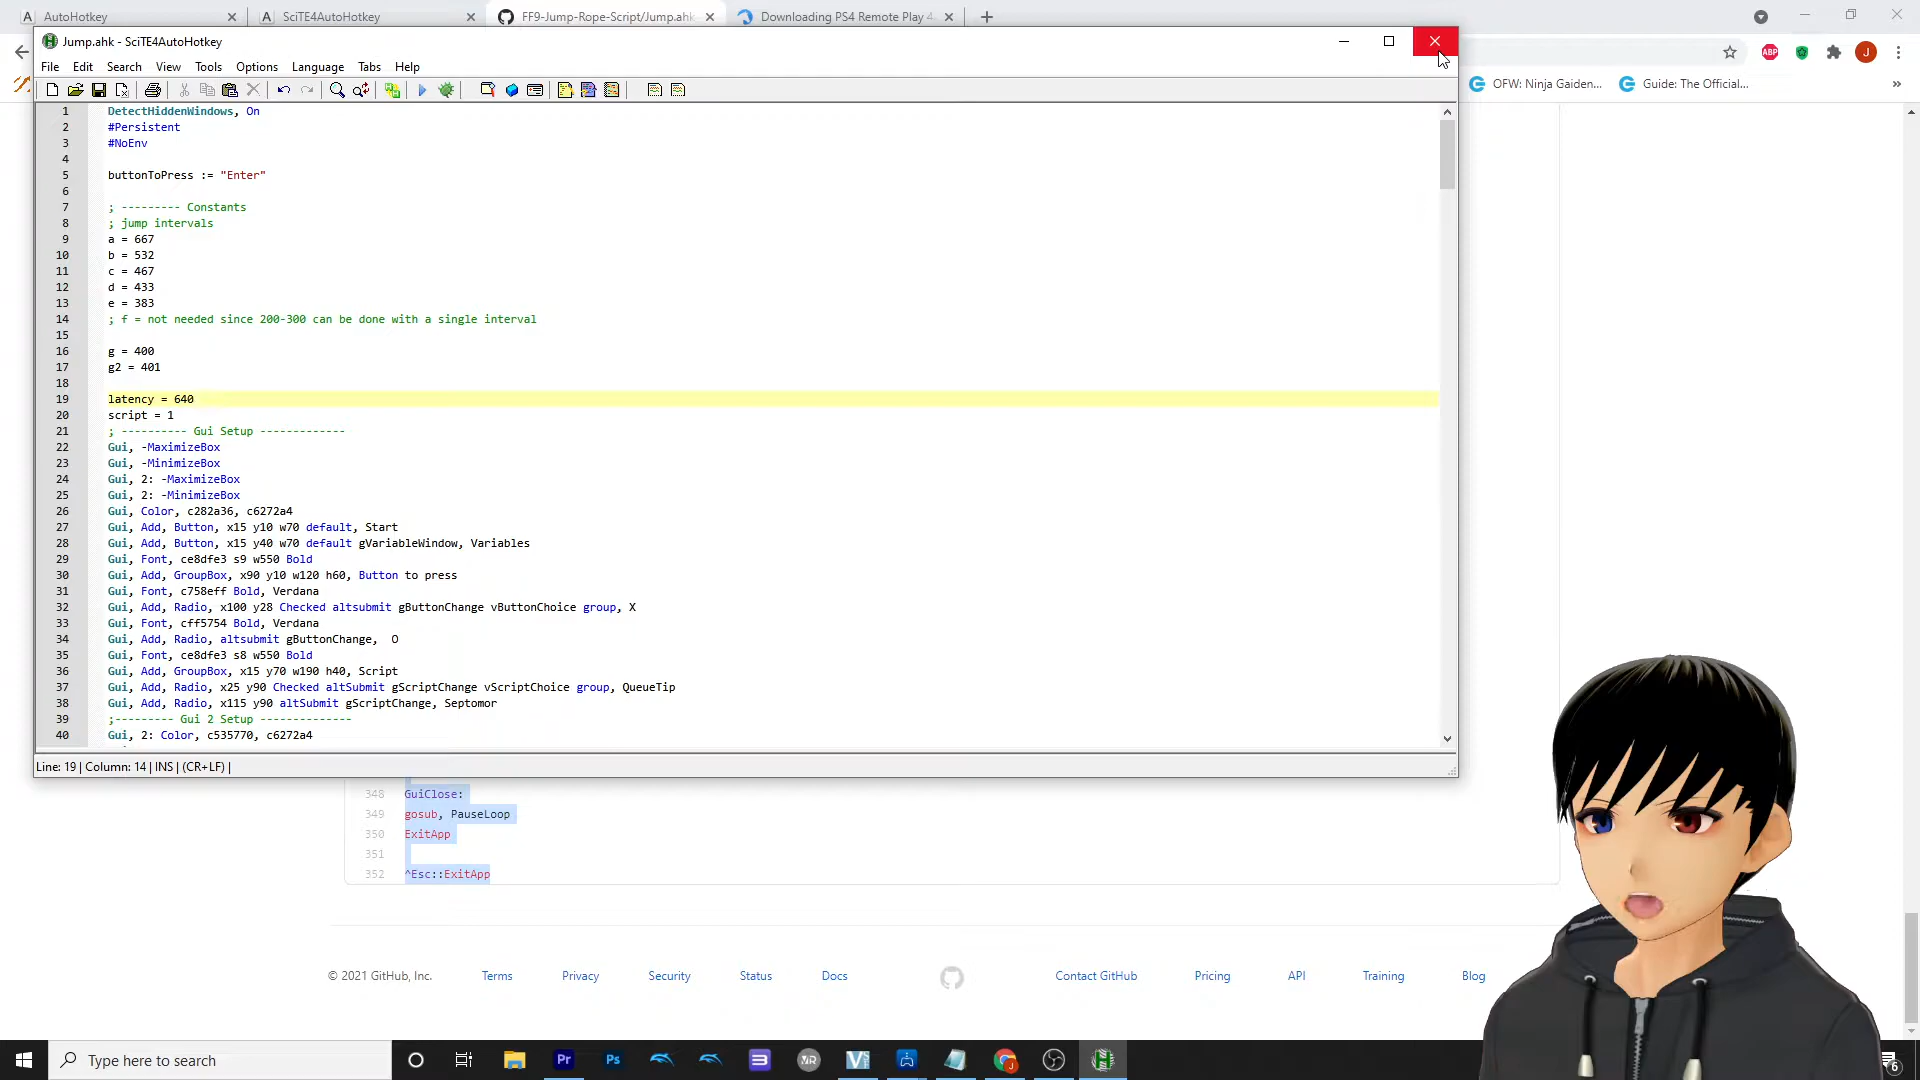 AutoHotkey
SciTE4AutoHotkey
FF9-Jump-Rope-Script/Jump.ahk
Downloading PS4 Remote Play 4
Jump.ahk - SciTE4AutoHotkey
File Edit Search View Tools Options Language Tabs Help
ABP
J
OFW: Ninja Gaiden...
Guide: The Official...
»
1 DetectHiddenWindows, On
2 #Persistent
3 #NoEnv
4
5 buttonToPress := "Enter"
6
7 ; --------- Constants
8 ; jump intervals
9 a = 667
10 b = 532
11 c = 467
12 d = 433
13 e = 383
14 ; f = not needed since 200-300 can be done with a single interval
15
16 g = 400
17 g2 = 401
18
19 latency = 640
20 script = 1
21 ; ---------- Gui Setup -------------
22 Gui, -MaximizeBox
23 Gui, -MinimizeBox
24 Gui, 2: -MaximizeBox
25 Gui, 2: -MinimizeBox
26 Gui, Color, c282a36, c6272a4
27 Gui, Add, Button, x15 y10 w70 default, Start
28 Gui, Add, Button, x15 y40 w70 default gVariableWindow, Variables
29 Gui, Font, ce8dfe3 s9 w550 Bold
30 Gui, Add, GroupBox, x90 y10 w120 h60, Button to press
31 Gui, Font, c758eff Bold, Verdana
32 Gui, Add, Radio, x100 y28 Checked altsubmit gButtonChange vButtonChoice group, X
33 Gui, Font, cff5754 Bold, Verdana
34 Gui, Add, Radio, altsubmit gButtonChange, O
35 Gui, Font, ce8dfe3 s8 w550 Bold
36 Gui, Add, GroupBox, x15 y70 w190 h40, Script
37 Gui, Add, Radio, x25 y90 Checked altSubmit gScriptChange vScriptChoice group, QueueTip
38 Gui, Add, Radio, x115 y90 altSubmit gScriptChange, Septomor
39 ;--------- Gui 2 Setup --------------
40 Gui, 2: Color, c535770, c6272a4
Line: 19 | Column: 14 | INS | (CR+LF) |
348 GuiClose:
349 gosub, PauseLoop
350 ExitApp
351
352 ^Esc::ExitApp
© 2021 GitHub, Inc. Terms Privacy Security Status Docs Contact GitHub Pricing API Training Blog
Type here to search
Pr
Ps
6